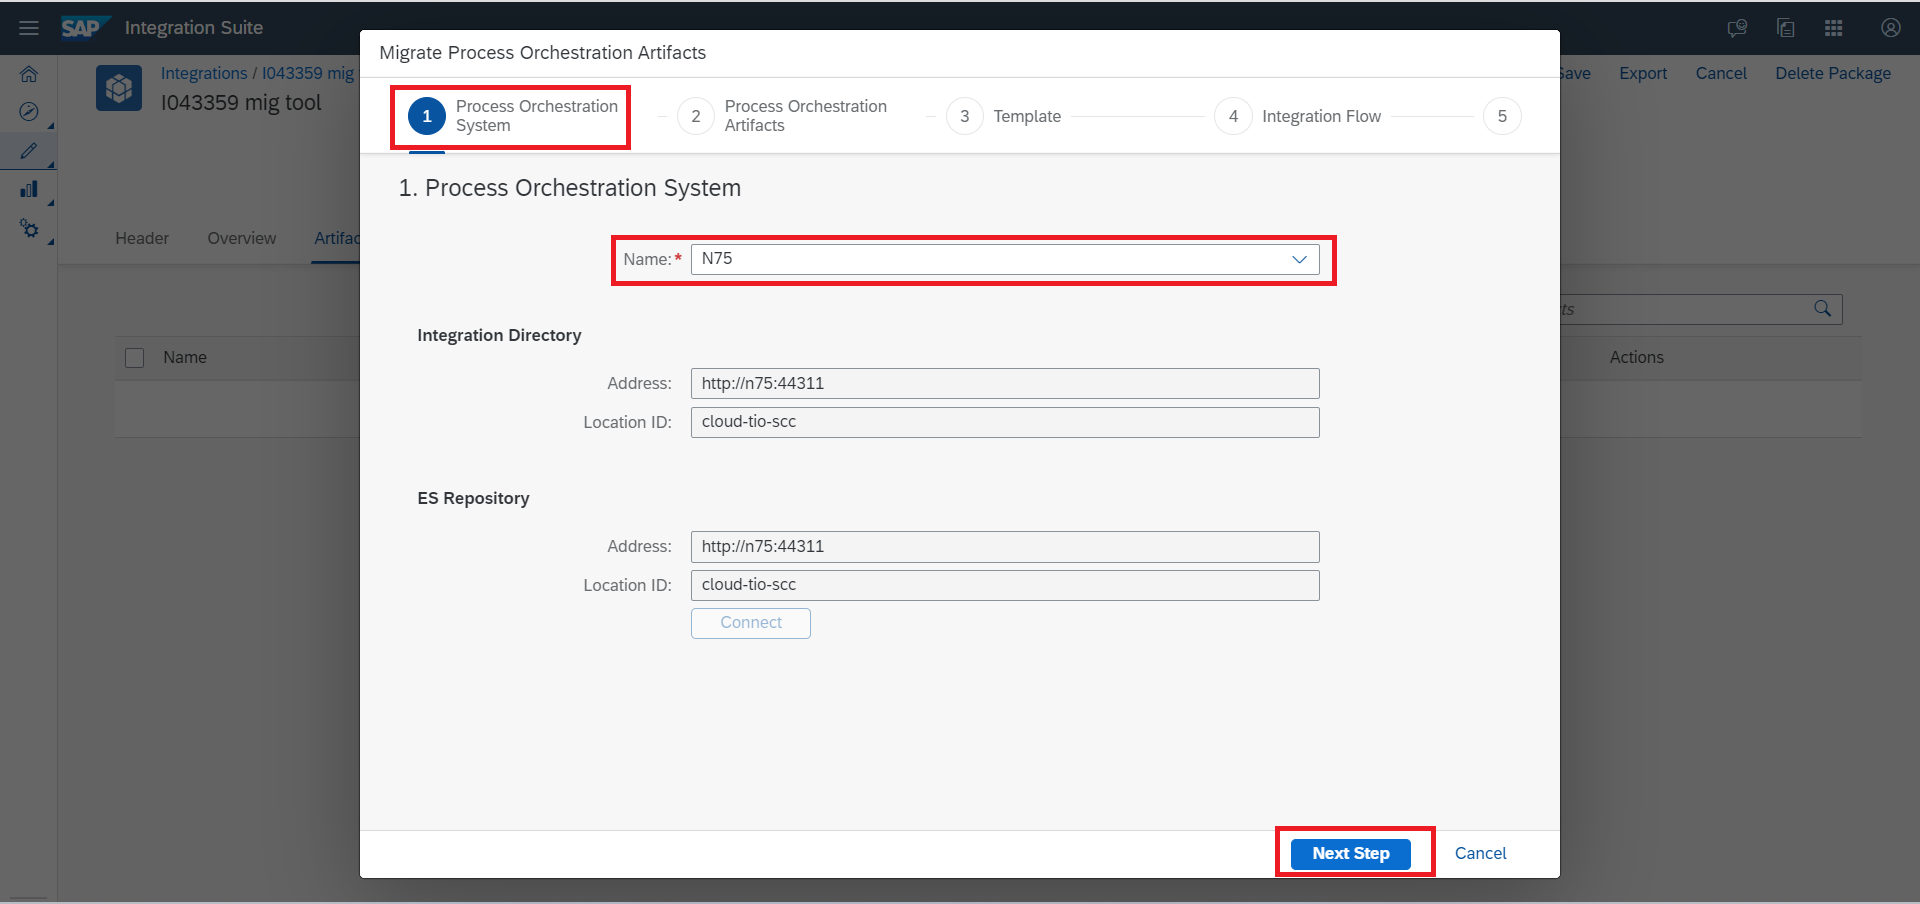 SAP Integration Suite
Integrations / I043359 mig
I043359 mig tool
Save Export Cancel Delete Package
Header Overview Artifac
Name
Actions
Migrate Process Orchestration Artifacts
1 Process Orchestration
System
2 Process Orchestration
Artifacts
3 Template
4 Integration Flow
5
1. Process Orchestration System
Name:* N75
Integration Directory
Address: http://n75:44311
Location ID: cloud-tio-scc
ES Repository
Address: http://n75:44311
Location ID: cloud-tio-scc
Connect
Next Step Cancel